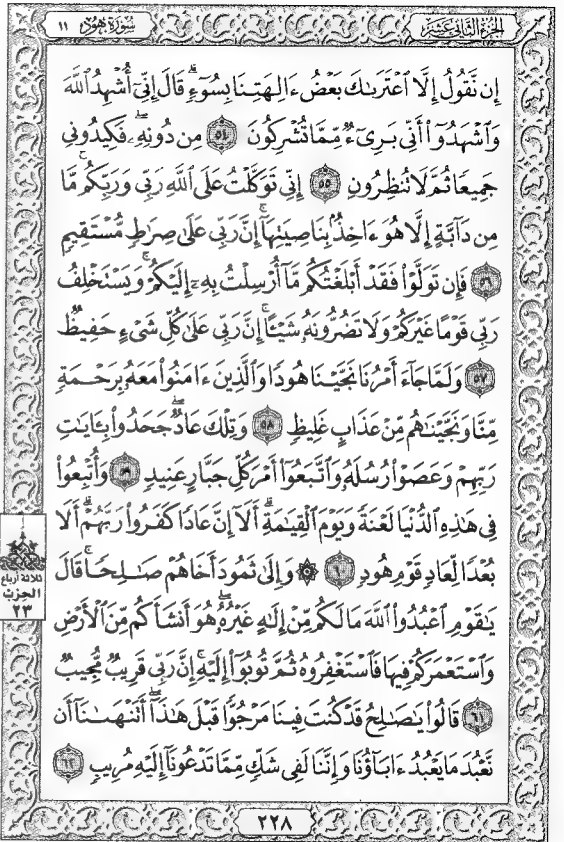 الجزء الثاني عشر
سورة هود ١١
إِن نَّقُولُ إِلَّا ٱعْتَرَىٰكَ بَعْضُ ءَالِهَتِنَا بِسُوٓءٍ ۗ قَالَ إِنِّىٓ أُشْهِدُ ٱللَّهَ
وَٱشْهَدُوٓا۟ أَنِّى بَرِىٓءٌ مِّمَّا تُشْرِكُونَ ٥٤ مِن دُونِهِۦ ۖ فَكِيدُونِى
جَمِيعًا ثُمَّ لَا تُنظِرُونِ ٥٥ إِنِّى تَوَكَّلْتُ عَلَى ٱللَّهِ رَبِّى وَرَبِّكُم ۚ مَّا
مِن دَآبَّةٍ إِلَّا هُوَ ءَاخِذٌۢ بِنَاصِيَتِهَآ ۚ إِنَّ رَبِّى عَلَىٰ صِرَٰطٍ مُّسْتَقِيمٍ
٥٦ فَإِن تَوَلَّوْا۟ فَقَدْ أَبْلَغْتُكُم مَّآ أُرْسِلْتُ بِهِۦٓ إِلَيْكُمْ ۚ وَيَسْتَخْلِفُ
رَبِّى قَوْمًا غَيْرَكُمْ وَلَا تَضُرُّونَهُۥ شَيْـًٔا ۚ إِنَّ رَبِّى عَلَىٰ كُلِّ شَىْءٍ حَفِيظٌ
٥٧ وَلَمَّا جَآءَ أَمْرُنَا نَجَّيْنَا هُودًا وَٱلَّذِينَ ءَامَنُوا۟ مَعَهُۥ بِرَحْمَةٍ
مِّنَّا وَنَجَّيْنَٰهُم مِّنْ عَذَابٍ غَلِيظٍ ٥٨ وَتِلْكَ عَادٌ ۖ جَحَدُوا۟ بِـَٔايَٰتِ
رَبِّهِمْ وَعَصَوْا۟ رُسُلَهُۥ وَٱتَّبَعُوٓا۟ أَمْرَ كُلِّ جَبَّارٍ عَنِيدٍ ٥٩ وَأُتْبِعُوا۟
فِى هَٰذِهِ ٱلدُّنْيَا لَعْنَةً وَيَوْمَ ٱلْقِيَٰمَةِ ۗ أَلَآ إِنَّ عَادًا كَفَرُوا۟ رَبَّهُمْ ۗ أَلَا
بُعْدًا لِّعَادٍ قَوْمِ هُودٍ ٦٠ ۞ وَإِلَىٰ ثَمُودَ أَخَاهُمْ صَٰلِحًا ۚ قَالَ
يَٰقَوْمِ ٱعْبُدُوا۟ ٱللَّهَ مَا لَكُم مِّنْ إِلَٰهٍ غَيْرُهُۥ ۖ هُوَ أَنشَأَكُم مِّنَ ٱلْأَرْضِ
وَٱسْتَعْمَرَكُمْ فِيهَا فَٱسْتَغْفِرُوهُ ثُمَّ تُوبُوٓا۟ إِلَيْهِ ۚ إِنَّ رَبِّى قَرِيبٌ مُّجِيبٌ
٦١ قَالُوا۟ يَٰصَٰلِحُ قَدْ كُنتَ فِينَا مَرْجُوًّا قَبْلَ هَٰذَآ ۖ أَتَنْهَىٰنَآ أَن
نَّعْبُدَ مَا يَعْبُدُ ءَابَآؤُنَا وَإِنَّنَا لَفِى شَكٍّ مِّمَّا تَدْعُونَآ إِلَيْهِ مُرِيبٍ ٦٢
ثلاثة أرباع
الحزب
٢٣
٢٢٨